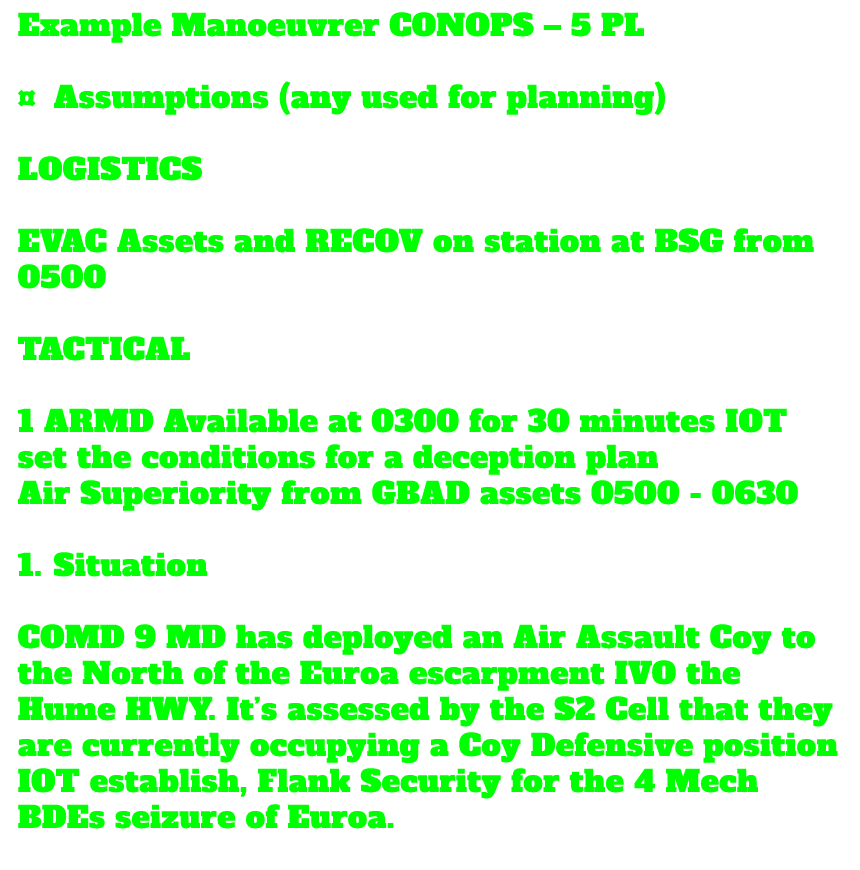 Example Manoeuvrer CONOPS – 5 PL
¤ Assumptions (any used for planning)
LOGISTICS
EVAC Assets and RECOV on station at BSG from
0500
TACTICAL
1 ARMD Available at 0300 for 30 minutes IOT
set the conditions for a deception plan
Air Superiority from GBAD assets 0500 - 0630
1. Situation
COMD 9 MD has deployed an Air Assault Coy to
the North of the Euroa escarpment IVO the
Hume HWY. It’s assessed by the S2 Cell that they
are currently occupying a Coy Defensive position
IOT establish, Flank Security for the 4 Mech
BDEs seizure of Euroa.